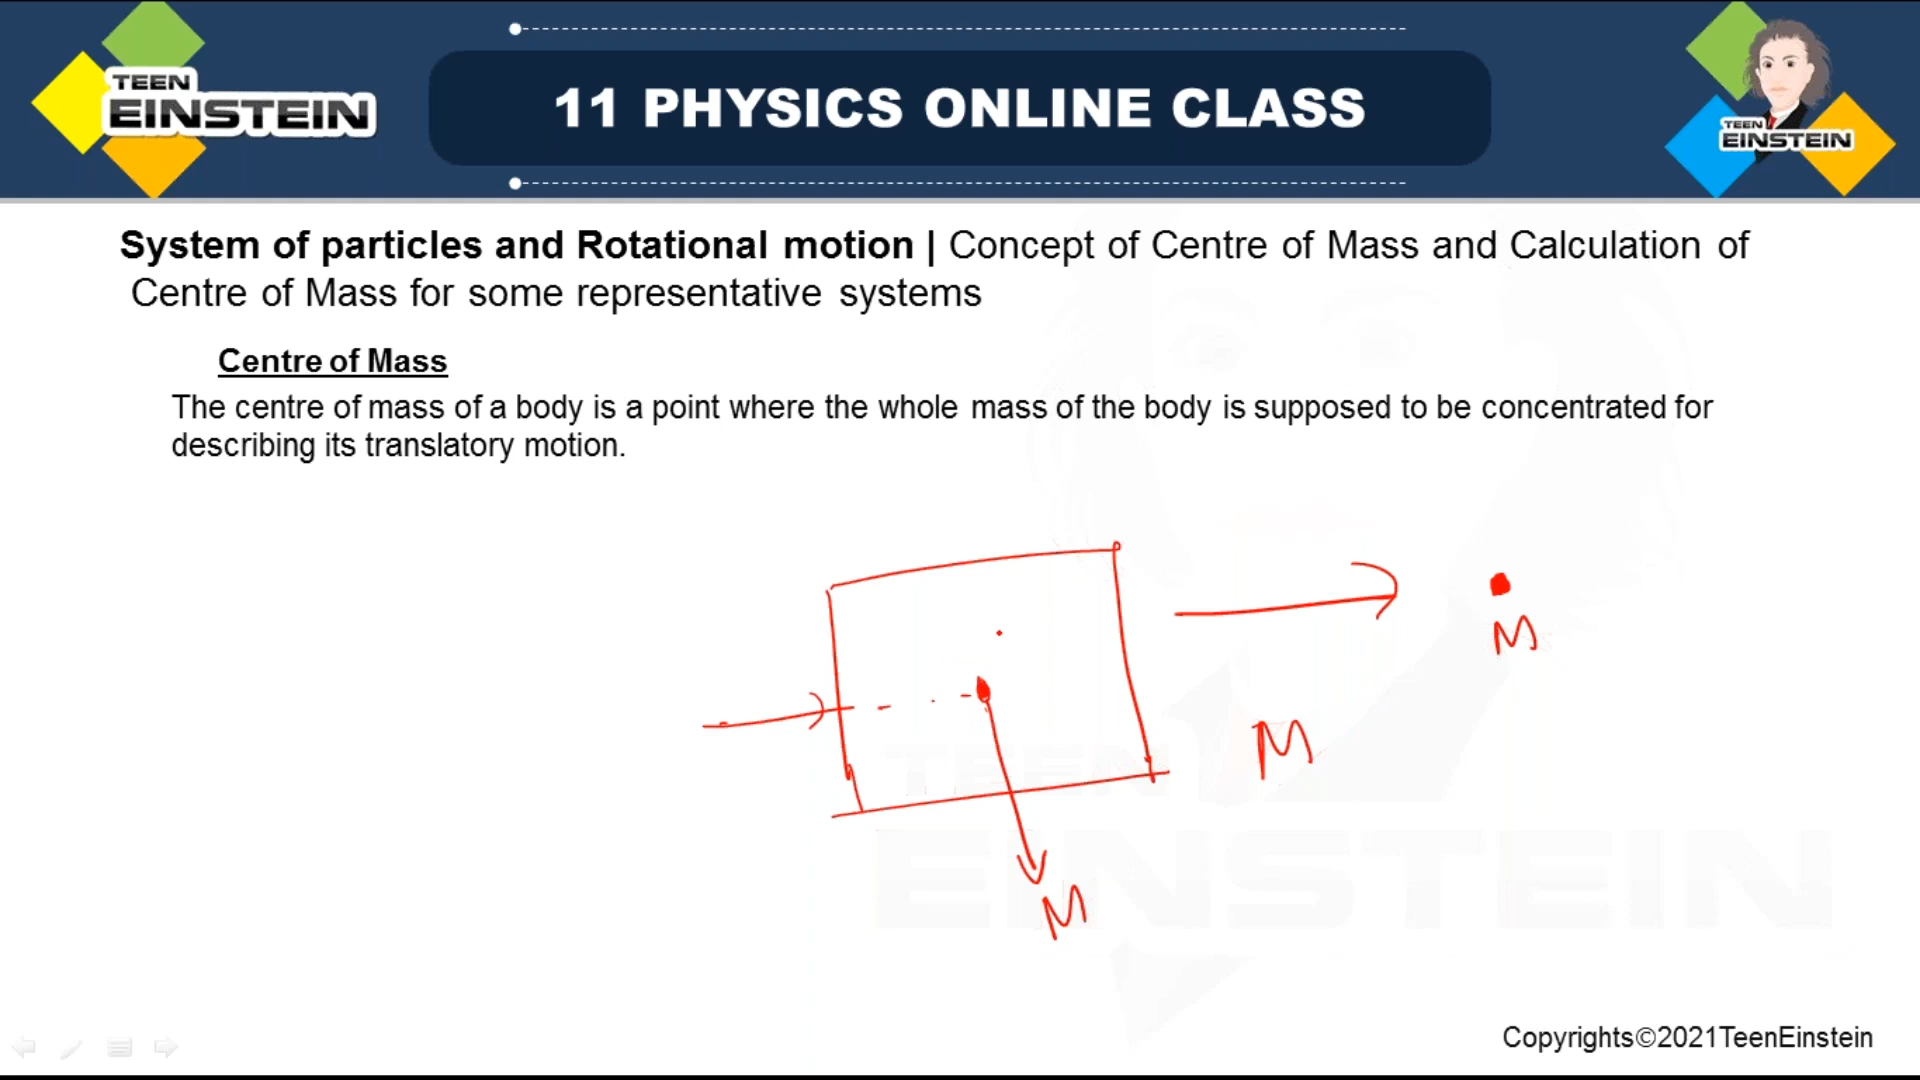 TEEN
EINSTEIN
11 PHYSICS ONLINE CLASS
TEEN
EINSTEIN
System of particles and Rotational motion | Concept of Centre of Mass and Calculation of
Centre of Mass for some representative systems
Centre of Mass
The centre of mass of a body is a point where the whole mass of the body is supposed to be concentrated for
describing its translatory motion.
M
M
M
TEEN
EINSTEIN
Copyrights©2021TeenEinstein